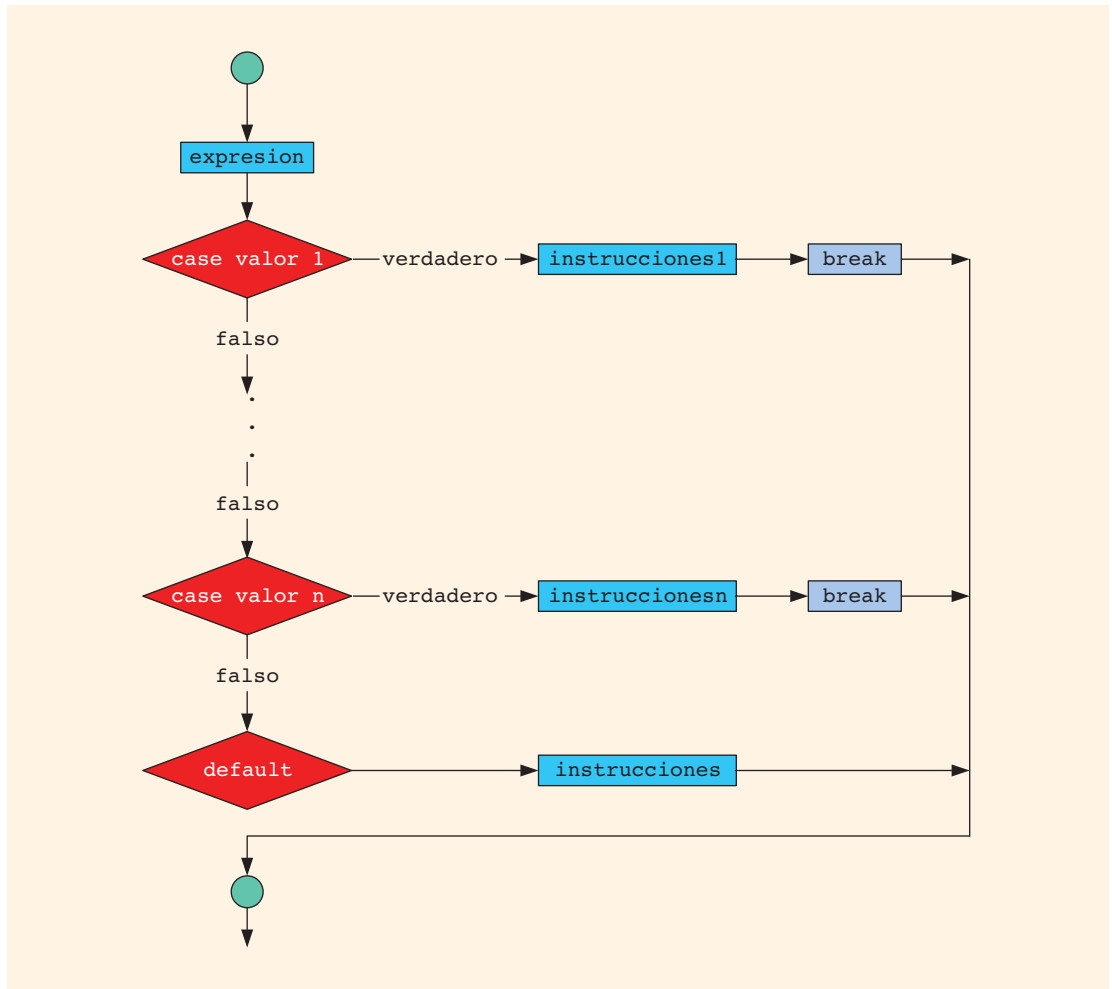 expresion
case valor 1
verdadero
instrucciones1
break
falso
.
.
.
falso
case valor n
verdadero
instruccionesn
break
falso
default
instrucciones